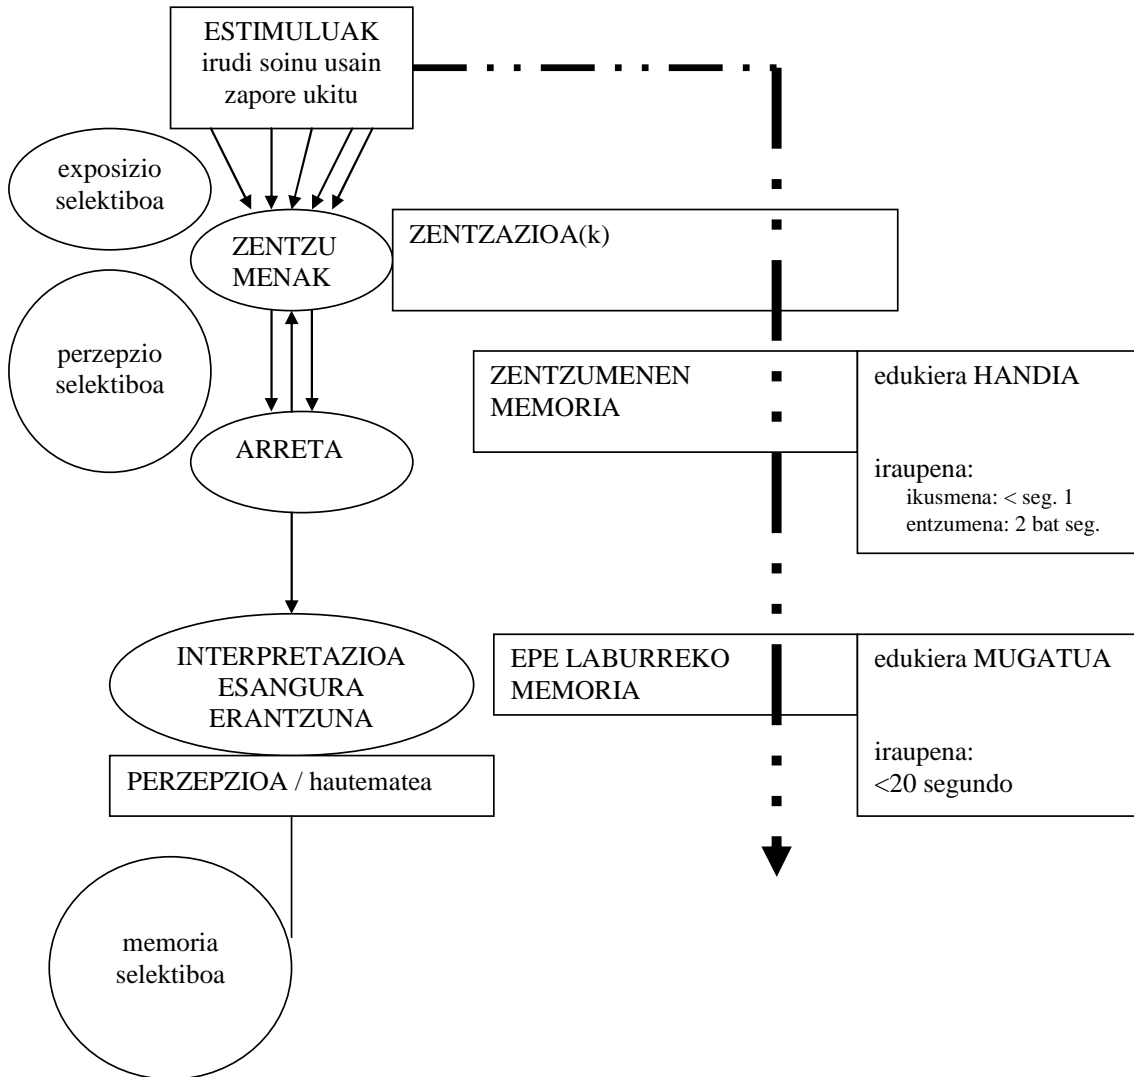 ESTIMULUAK
irudi soinu usain
zapore ukitu
exposizio
selektiboa
ZENTZU
MENAK
ZENTZAZIOA(k)
perzepzio
selektiboa
ZENTZUMENEN
MEMORIA
edukiera HANDIA
iraupena:
ikusmena: < seg. 1
entzumena: 2 bat seg.
ARRETA
INTERPRETAZIOA
ESANGURA
ERANTZUNA
EPE LABURREKO
MEMORIA
edukiera MUGATUA
iraupena:
<20 segundo
PERZEPZIOA / hautematea
memoria
selektiboa